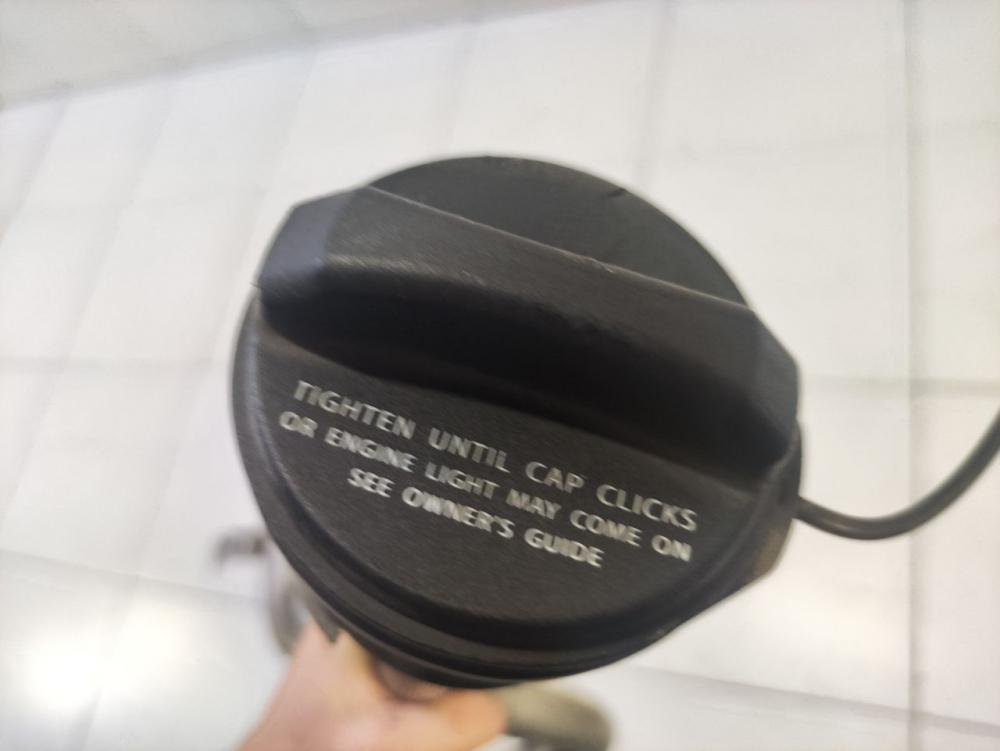 TIGHTEN UNTIL CAP CLICKS
OR ENGINE LIGHT MAY COME ON
SEE OWNER'S GUIDE